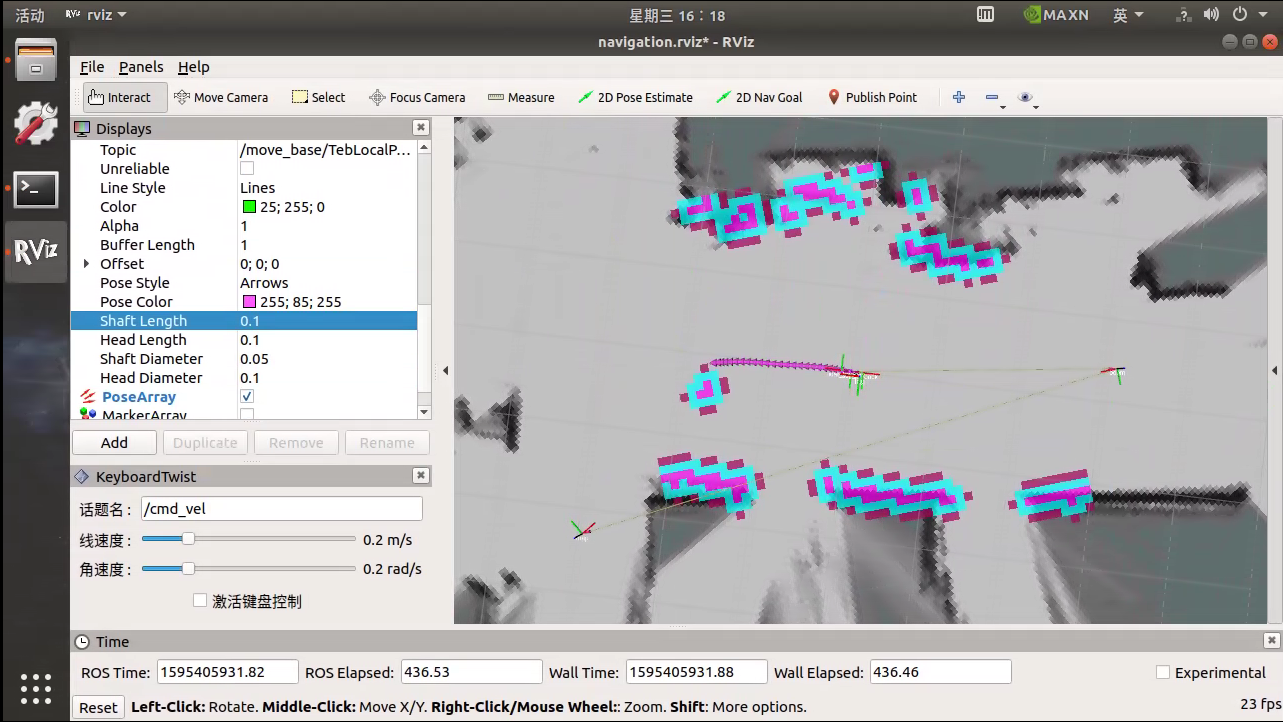 活动 RViz rviz 星期三 16：18 MAXN 英
navigation.rviz* - RViz
File Panels Help
Interact Move Camera Select Focus Camera Measure 2D Pose Estimate 2D Nav Goal Publish Point
Displays
Topic /move_base/TebLocalP...
Unreliable
Line Style Lines
Color 25; 255; 0
Alpha 1
Buffer Length 1
Offset 0; 0; 0
Pose Style Arrows
Pose Color 255; 85; 255
Shaft Length 0.1
Head Length 0.1
Shaft Diameter 0.05
Head Diameter 0.1
PoseArray
MarkerArray
Add Duplicate Remove Rename
KeyboardTwist
话题名： /cmd_vel
线速度： 0.2 m/s
角速度： 0.2 rad/s
激活键盘控制
RViz
Time
ROS Time: 1595405931.82 ROS Elapsed: 436.53 Wall Time: 1595405931.88 Wall Elapsed: 436.46 Experimental
Reset Left-Click: Rotate. Middle-Click: Move X/Y. Right-Click/Mouse Wheel:: Zoom. Shift: More options. 23 fps